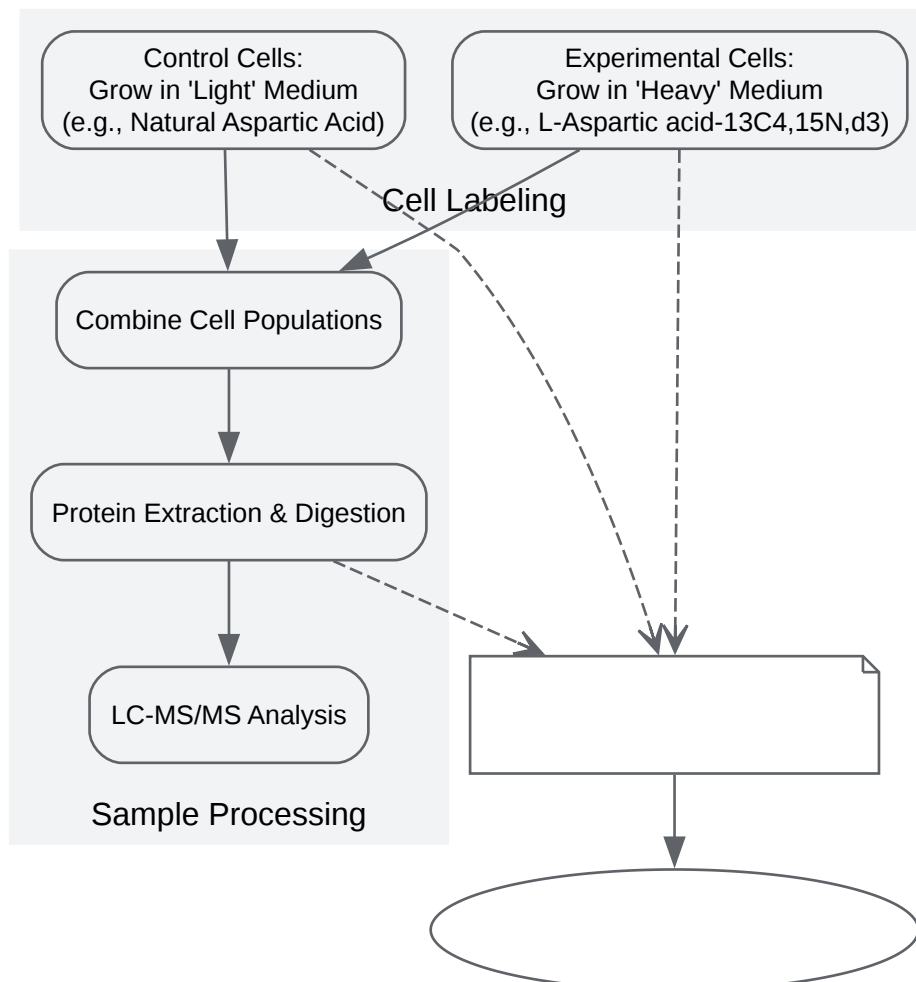 Control Cells:
Grow in 'Light' Medium
(e.g., Natural Aspartic Acid)
Experimental Cells:
Grow in 'Heavy' Medium
(e.g., L-Aspartic acid-13C4,15N,d3)
Cell Labeling
Combine Cell Populations
Protein Extraction & Digestion
LC-MS/MS Analysis
Sample Processing